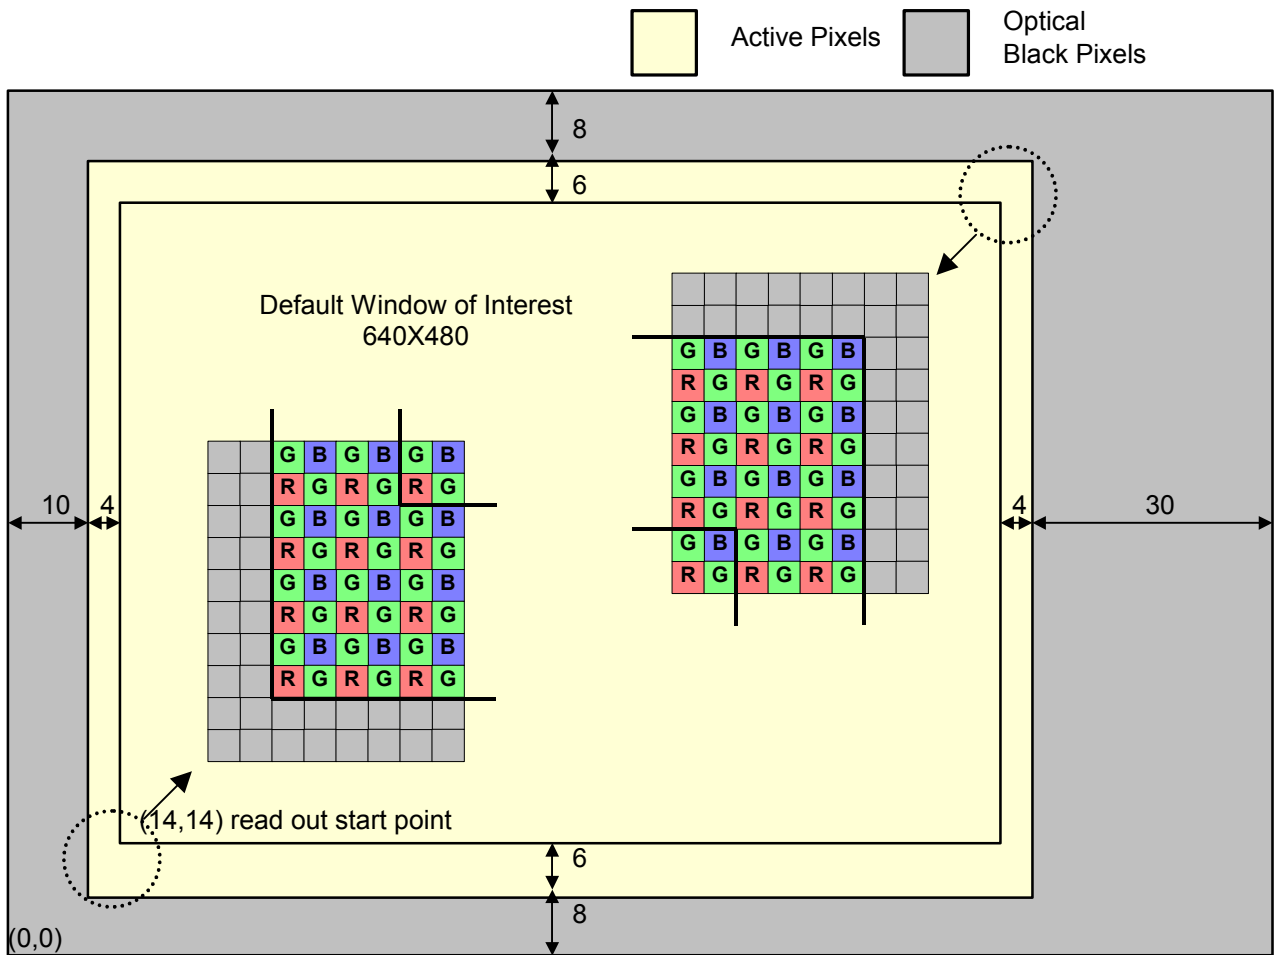 Active Pixels
Optical
Black Pixels
8
6
Default Window of Interest
640X480
G B G B G B
R G R G R G
G B G B G B
R G R G R G
G B G B G B
R G R G R G
G B G B G B
R G R G R G
G B G B G B
R G R G R G
G B G B G B
R G R G R G
G B G B G B
R G R G R G
G B G B G B
R G R G R G
10
4
4
30
(14,14) read out start point
6
8
(0,0)